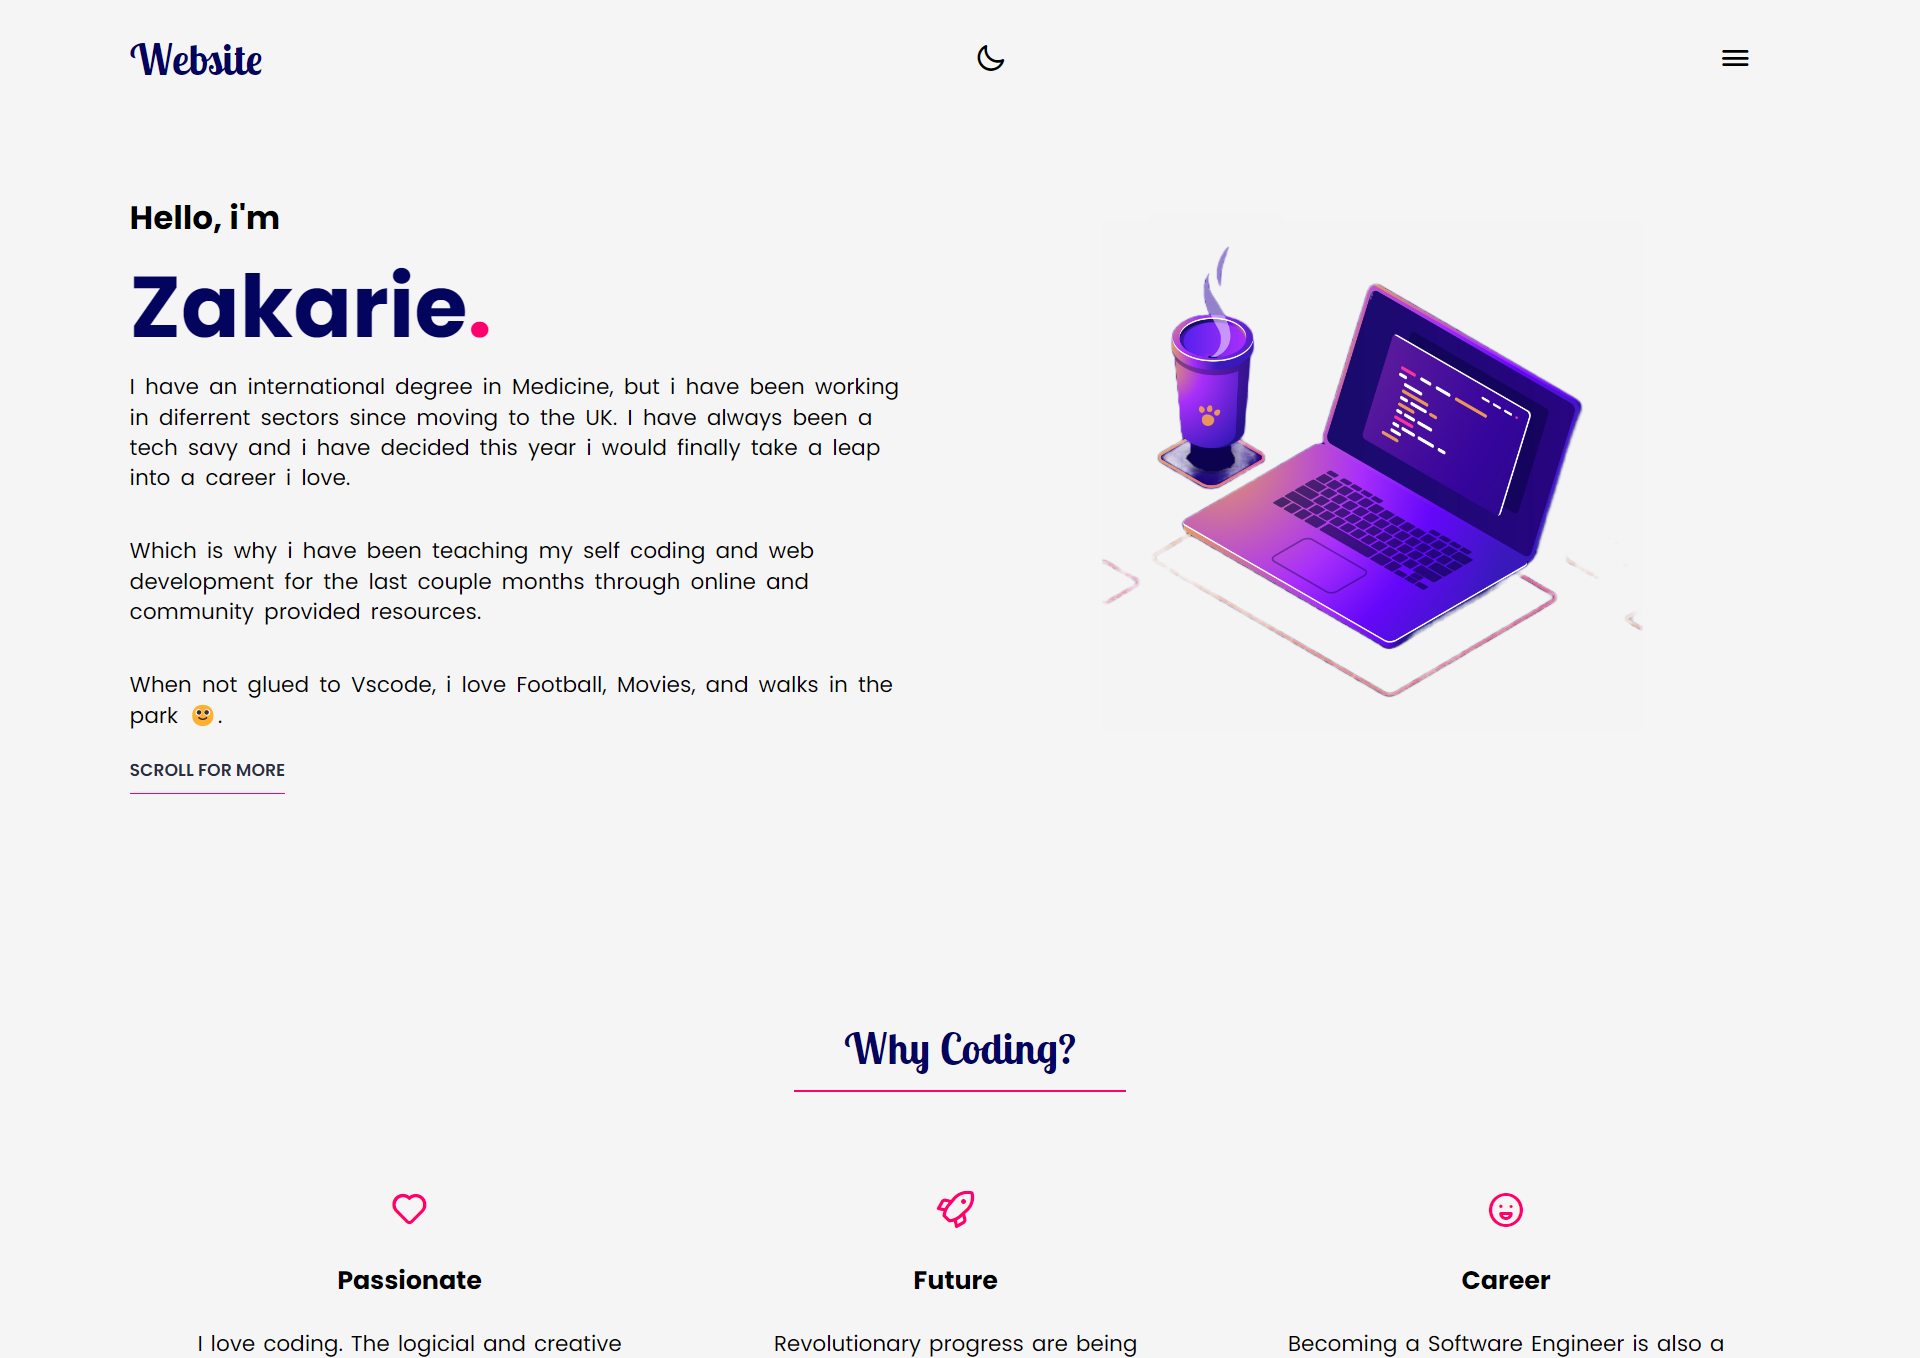 Website
Hello, i'm
Zakarie.
I have an international degree in Medicine, but i have been working
in diferrent sectors since moving to the UK. I have always been a
tech savy and i have decided this year i would finally take a leap
into a career i love.
Which is why i have been teaching my self coding and web
development for the last couple months through online and
community provided resources.
When not glued to Vscode, i love Football, Movies, and walks in the
park 🙂.
SCROLL FOR MORE
Why Coding?
Passionate
Future
Career
I love coding. The logicial and creative
Revolutionary progress are being
Becoming a Software Engineer is also a